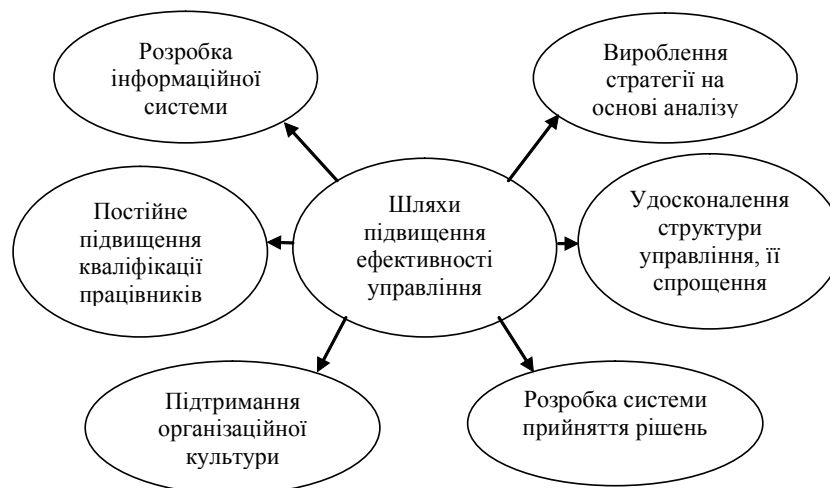 Розробка
інформаційної
системи
Вироблення
стратегії на
основі аналізу
Постійне
підвищення
кваліфікації
працівників
Шляхи
підвищення
ефективності
управління
Удосконалення
структури
управління, її
спрощення
Підтримання
організаційної
культури
Розробка системи
прийняття рішень